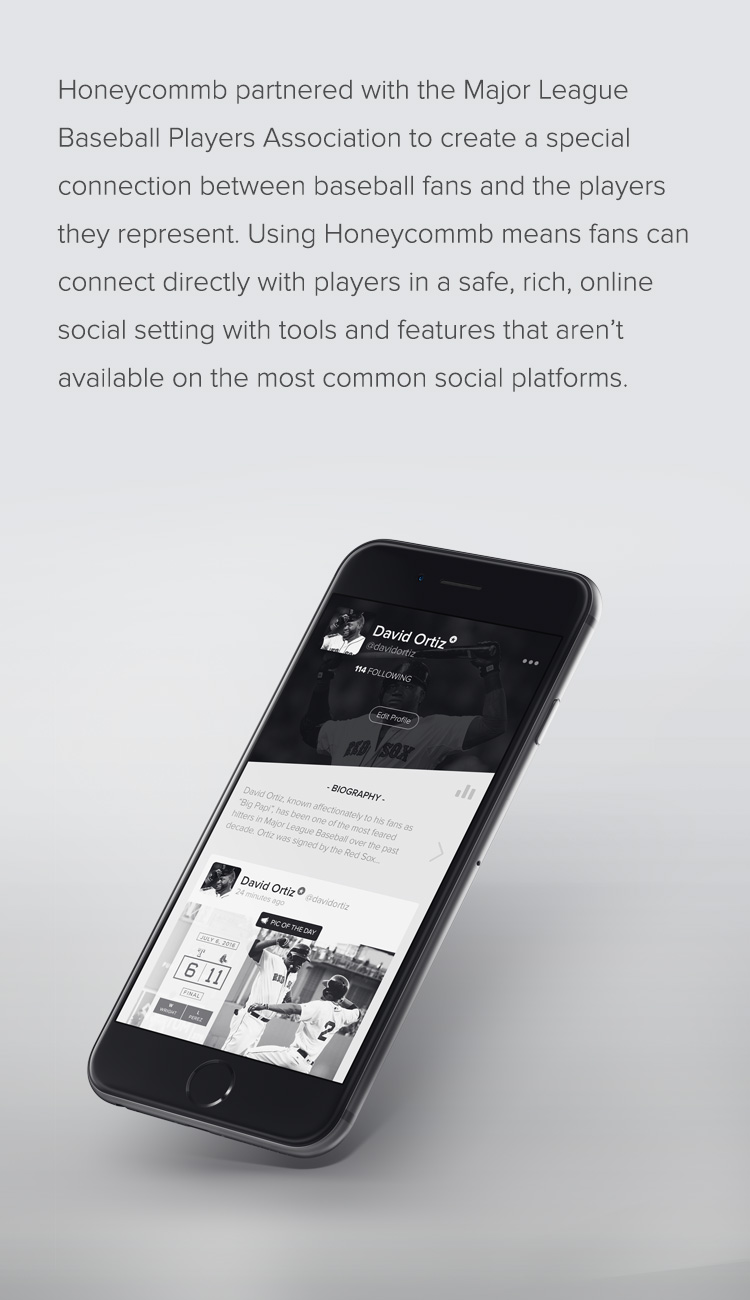 Honeycommb partnered with the Major League
Baseball Players Association to create a special
connection between baseball fans and the players
they represent. Using Honeycommb means fans can
connect directly with players in a safe, rich, online
social setting with tools and features that aren’t
available on the most common social platforms.
David Ortiz
@davidortiz
114 FOLLOWING
Edit Profile
RED SOX
- BIOGRAPHY -
David Ortiz, known affectionately to his fans as
"Big Papi", has been one of the most feared
hitters in Major League Baseball over the past
decade. Ortiz was signed by the Red Sox...
David Ortiz @davidortiz
24 minutes ago
PIC OF THE DAY
JULY 6, 2016
6 11
FINAL
W L
WRIGHT PEREZ
2